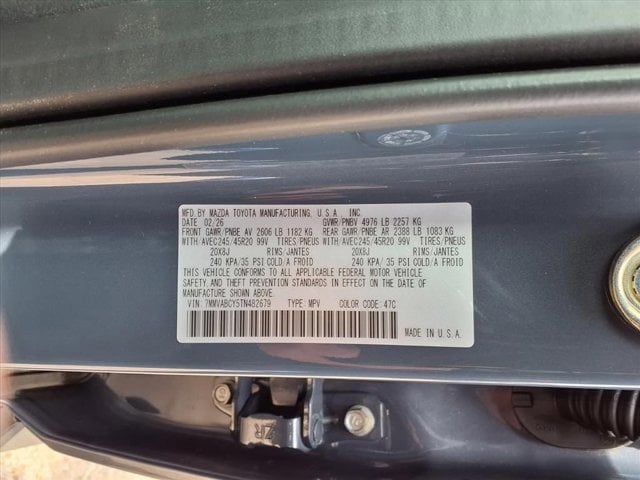 MFD. BY MAZDA TOYOTA MANUFACTURING, U.S.A., INC.
DATE: 02/26 GVWR/PNBV 4976 LB 2257 KG
FRONT GAWR/PNBE AV 2606 LB 1182 KG REAR GAWR/PNBE AR 2388 LB 1083 KG
WITH/AVEC245/45R20 99V TIRES/PNEUS WITH/AVEC245/45R20 99V TIRES/PNEUS
20X8J RIMS/JANTES 20X8J RIMS/JANTES
240 KPA/35 PSI COLD/A FROID 240 KPA/35 PSI COLD/A FROID
THIS VEHICLE CONFORMS TO ALL APPLICABLE FEDERAL MOTOR VEHICLE
SAFETY, AND THEFT PREVENTION STANDARDS IN EFFECT ON THE DATE OF
MANUFACTURE SHOWN ABOVE.
VIN: 7MMVABCY5TN482679 TYPE: MPV COLOR CODE: 47C
MADE IN U.S.A.
ZR